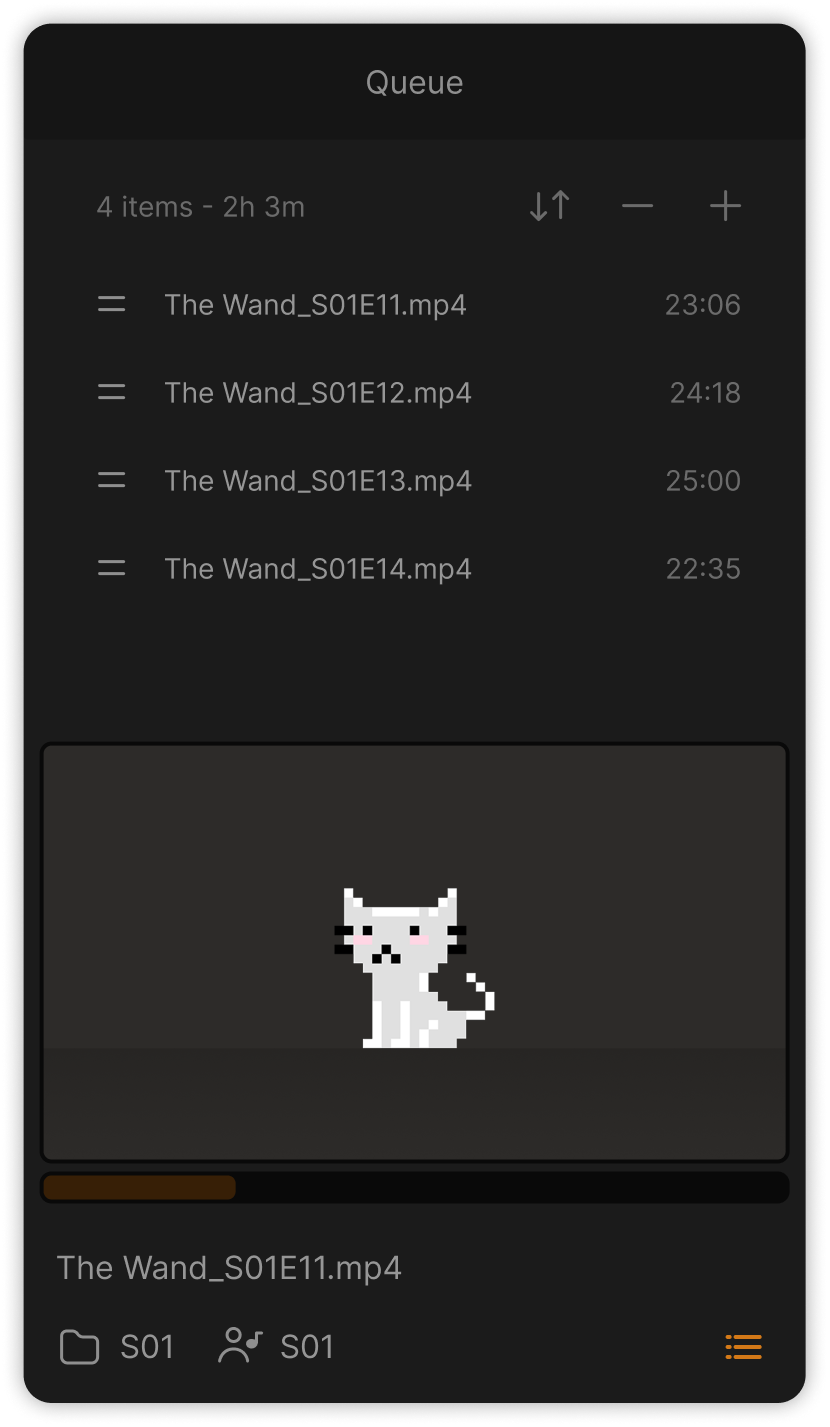 Queue
4 items - 2h 3m
The Wand_S01E11.mp4 23:06
The Wand_S01E12.mp4 24:18
The Wand_S01E13.mp4 25:00
The Wand_S01E14.mp4 22:35
The Wand_S01E11.mp4
S01 S01